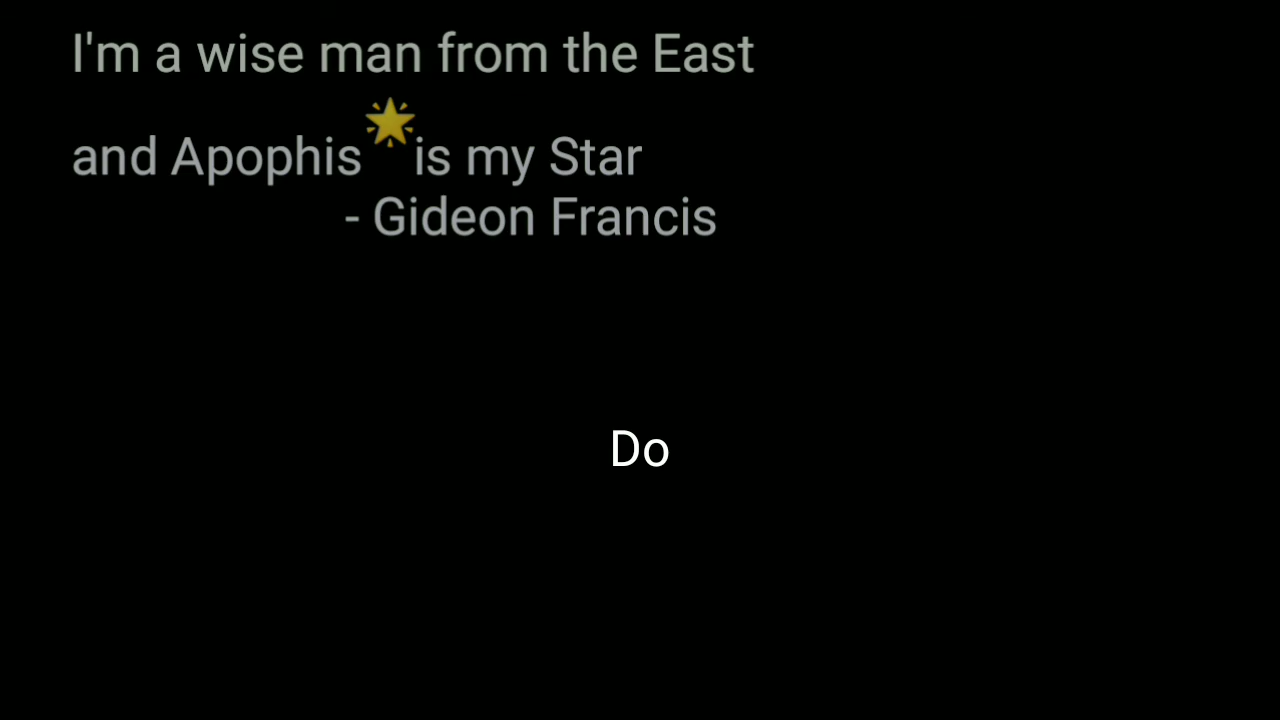 I'm a wise man from the East
and Apophis🌟is my Star
- Gideon Francis
Do